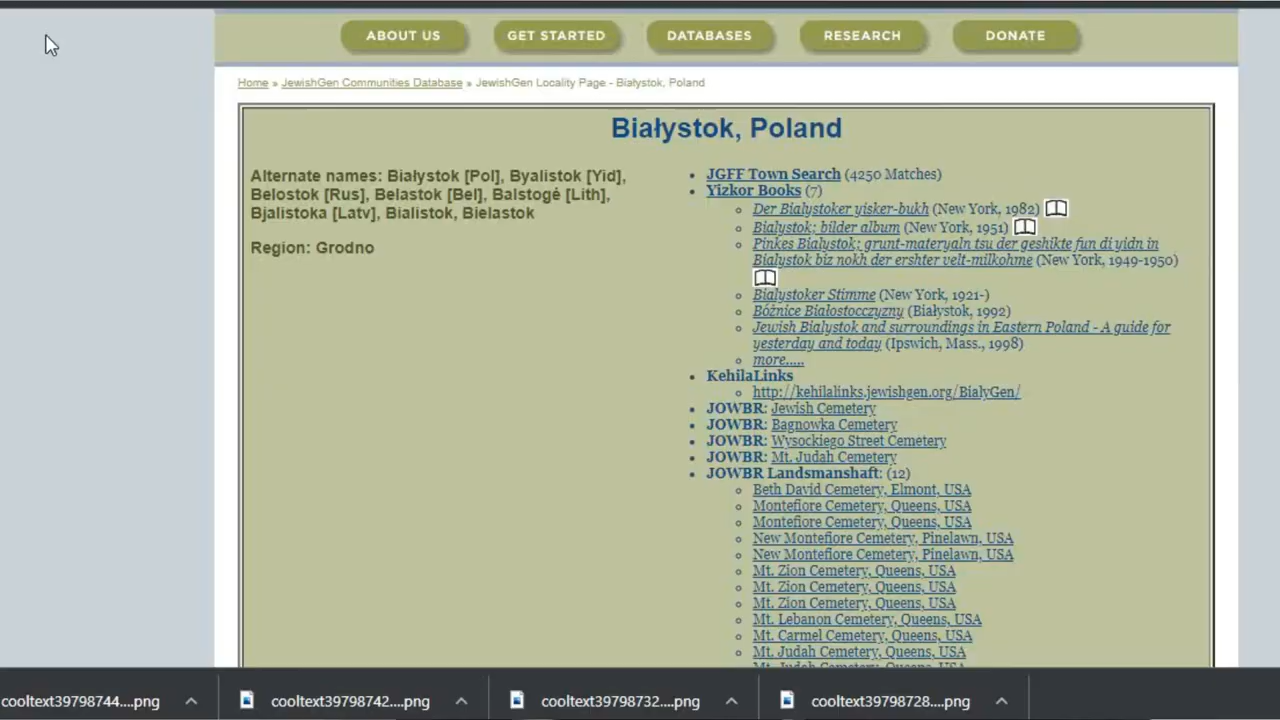 ABOUT US GET STARTED DATABASES RESEARCH DONATE
Home » JewishGen Communities Database » JewishGen Locality Page - Białystok, Poland
Białystok, Poland
Alternate names: Białystok [Pol], Byalistok [Yid],
Belostok [Rus], Belastok [Bel], Balstogė [Lith],
Bjalistoka [Latv], Bialistok, Bielastok
Region: Grodno
JGFF Town Search (4250 Matches)
Yizkor Books (7)
Der Bialystoker yisker-bukh (New York, 1982)
Bialystok; bilder album (New York, 1951)
Pinkes Bialystok; grunt-materyaln tsu der geshikte fun di yidn in
Bialystok biz nokh der ershter velt-milkohme (New York, 1949-1950)
Bialystoker Stimme (New York, 1921-)
Bóżnice Białostocczyzny (Białystok, 1992)
Jewish Bialystok and surroundings in Eastern Poland - A guide for
yesterday and today (Ipswich, Mass., 1998)
more.....
KehilaLinks
http://kehilalinks.jewishgen.org/BialyGen/
JOWBR: Jewish Cemetery
JOWBR: Bagnowka Cemetery
JOWBR: Wysockiego Street Cemetery
JOWBR: Mt. Judah Cemetery
JOWBR Landsmanshaft: (12)
Beth David Cemetery, Elmont, USA
Montefiore Cemetery, Queens, USA
Montefiore Cemetery, Queens, USA
New Montefiore Cemetery, Pinelawn, USA
New Montefiore Cemetery, Pinelawn, USA
Mt. Zion Cemetery, Queens, USA
Mt. Zion Cemetery, Queens, USA
Mt. Zion Cemetery, Queens, USA
Mt. Lebanon Cemetery, Queens, USA
Mt. Carmel Cemetery, Queens, USA
Mt. Judah Cemetery, Queens, USA
Mt. Judah Cemetery, Queens, USA
cooltext39798744....png cooltext39798742....png cooltext39798732....png cooltext39798728....png